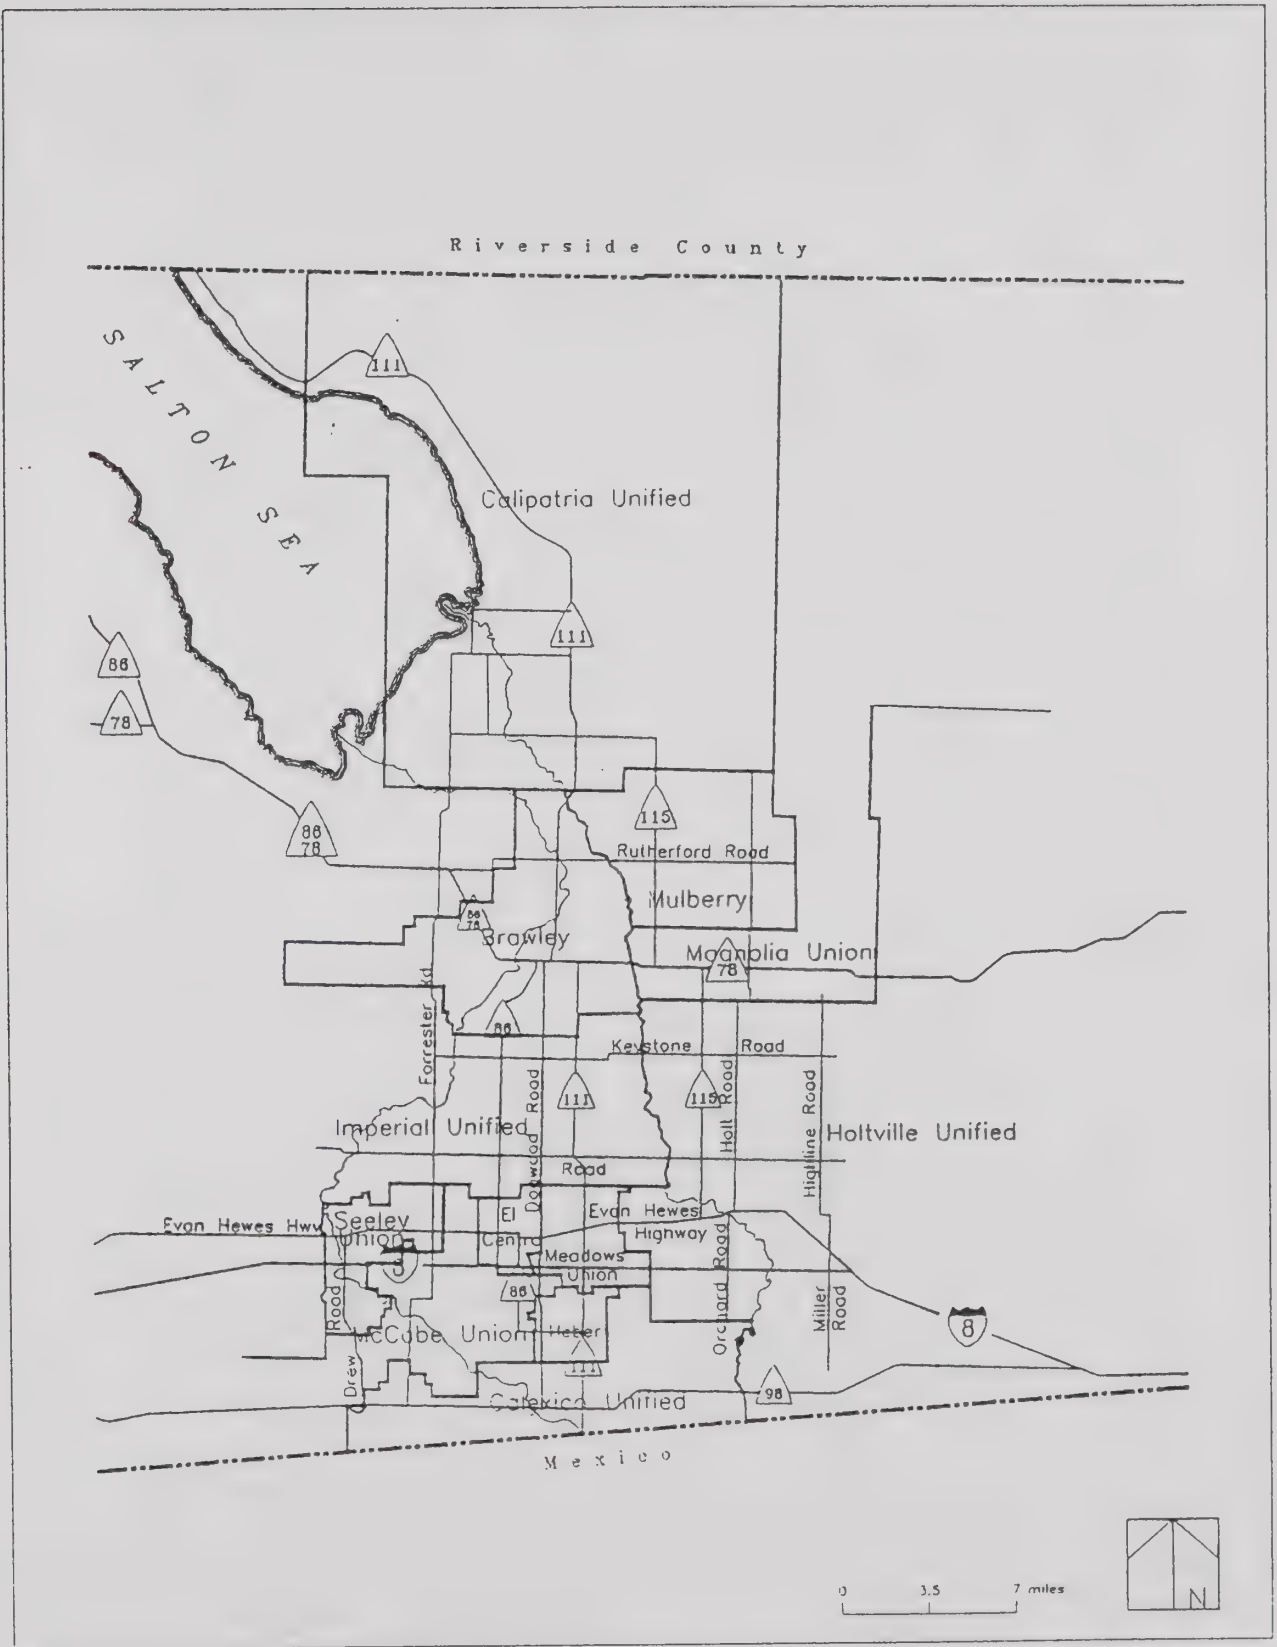 Riverside County
SALTON SEA
111
Calipatria Unified
111
86
78
86
78
115
Rutherford Road
Mulberry
86
78
Brawley
Magnolia Union
78
Forrester Rd
86
Keystone Road
111
115
Dogwood Road
Holt Road
Highline Road
Imperial Unified
Holtville Unified
Road
Evan Hewes Hwy
Seeley
Union
El
Centro
Evan Hewes
Highway
Meadows
Union
86
Orchard Road
Miller
Road
8
Drew Road
McCabe Union
Heber
111
98
Calexico Unified
Mexico
0 3.5 7 miles
N